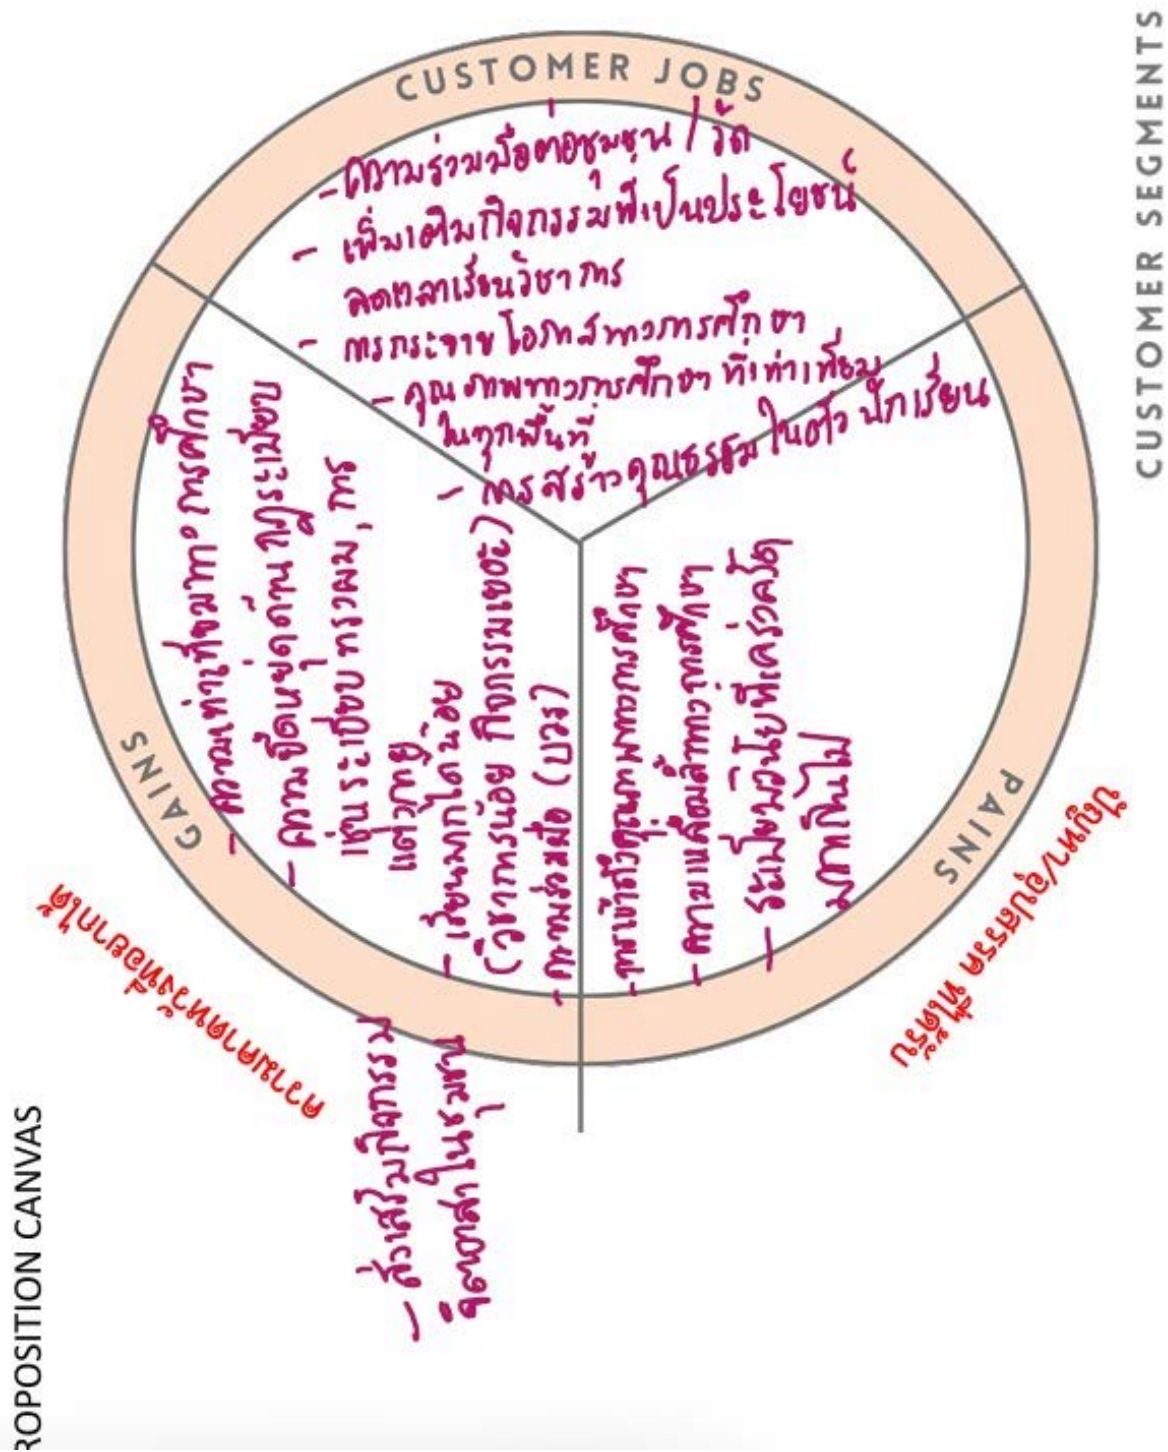 CUSTOMER SEGMENTS
CUSTOMER JOBS
- ความร่วมมือต่อชุมชน / วัด
- เพิ่มเติมกิจกรรมที่เป็นประโยชน์
ลดเวลาเรียนวิชาการ
- การกระจายโอกาสทางการศึกษา
- คุณภาพทางการศึกษา ที่เท่าเทียม
ในทุกพื้นที่
- การสร้างคุณธรรม ในตัว นักเรียน
GAINS
- ความเท่าเทียมทางการศึกษา
- ความยืดหยุ่นด้าน กฎระเบียบ
เช่น ระเบียบ ทรงผม, การ
แต่งกาย
- เรียนมากได้น้อย
(วิชาการน้อย กิจกรรมเยอะ)
- ความร่วมมือ (บวร)
- ส่งเสริมกิจกรรม
จิตอาสา ในชุมชน
ความคาดหวังที่อยากได้
PAINS
- การเข้าถึงคุณภาพทางการศึกษา
- ความเหลื่อมล้ำทางการศึกษา
- ระเบียบวินัยที่เคร่งครัด
มากเกินไป
ปัญหา/อุปสรรค ที่ได้รับ
ROPOSITION CANVAS